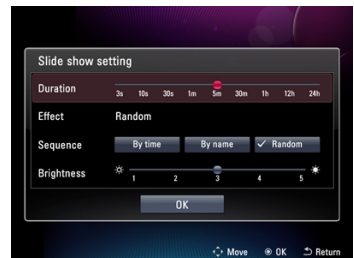 Slide show setting
Duration
3s 10s 30s 1m 5m 30m 1h 12h 24h
Effect Random
Sequence By time By name Random
Brightness
1 2 3 4 5
OK
Move OK Return